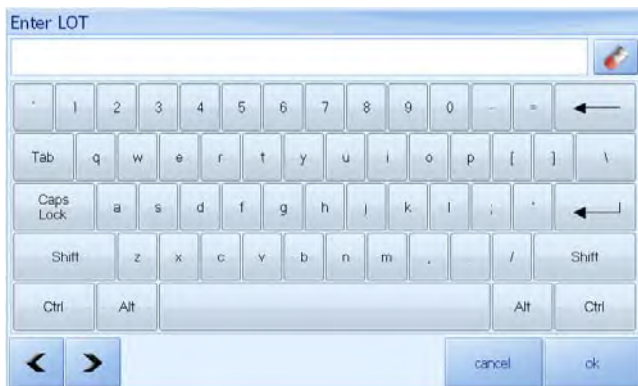 Enter LOT
` 1 2 3 4 5 6 7 8 9 0 - =
Tab q w e r t y u i o p [ ] \
Caps Lock a s d f g h j k l ; '
Shift z x c v b n m , . / Shift
Ctrl Alt Alt Ctrl
cancel ok